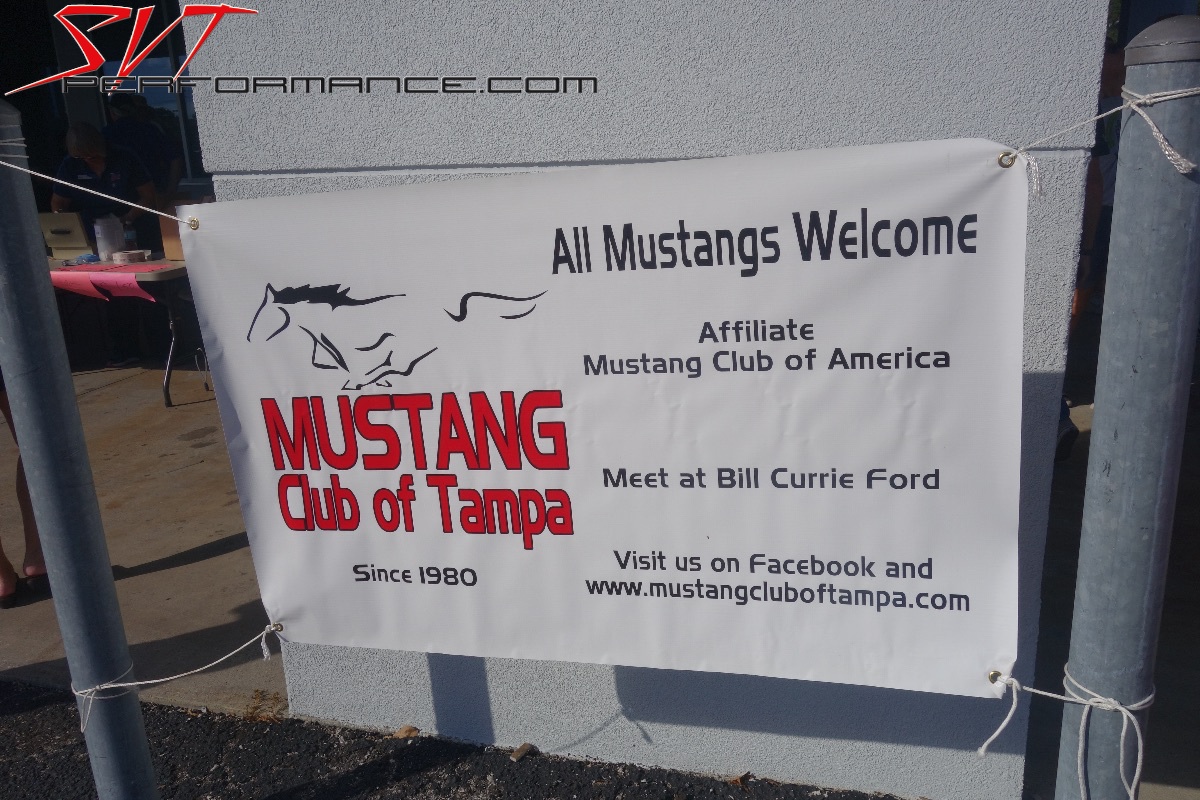 SVT
PERFORMANCE.COM
All Mustangs Welcome
Affiliate
Mustang Club of America
MUSTANG
Club of Tampa
Meet at Bill Currie Ford
Since 1980
Visit us on Facebook and
www.mustangcluboftampa.com